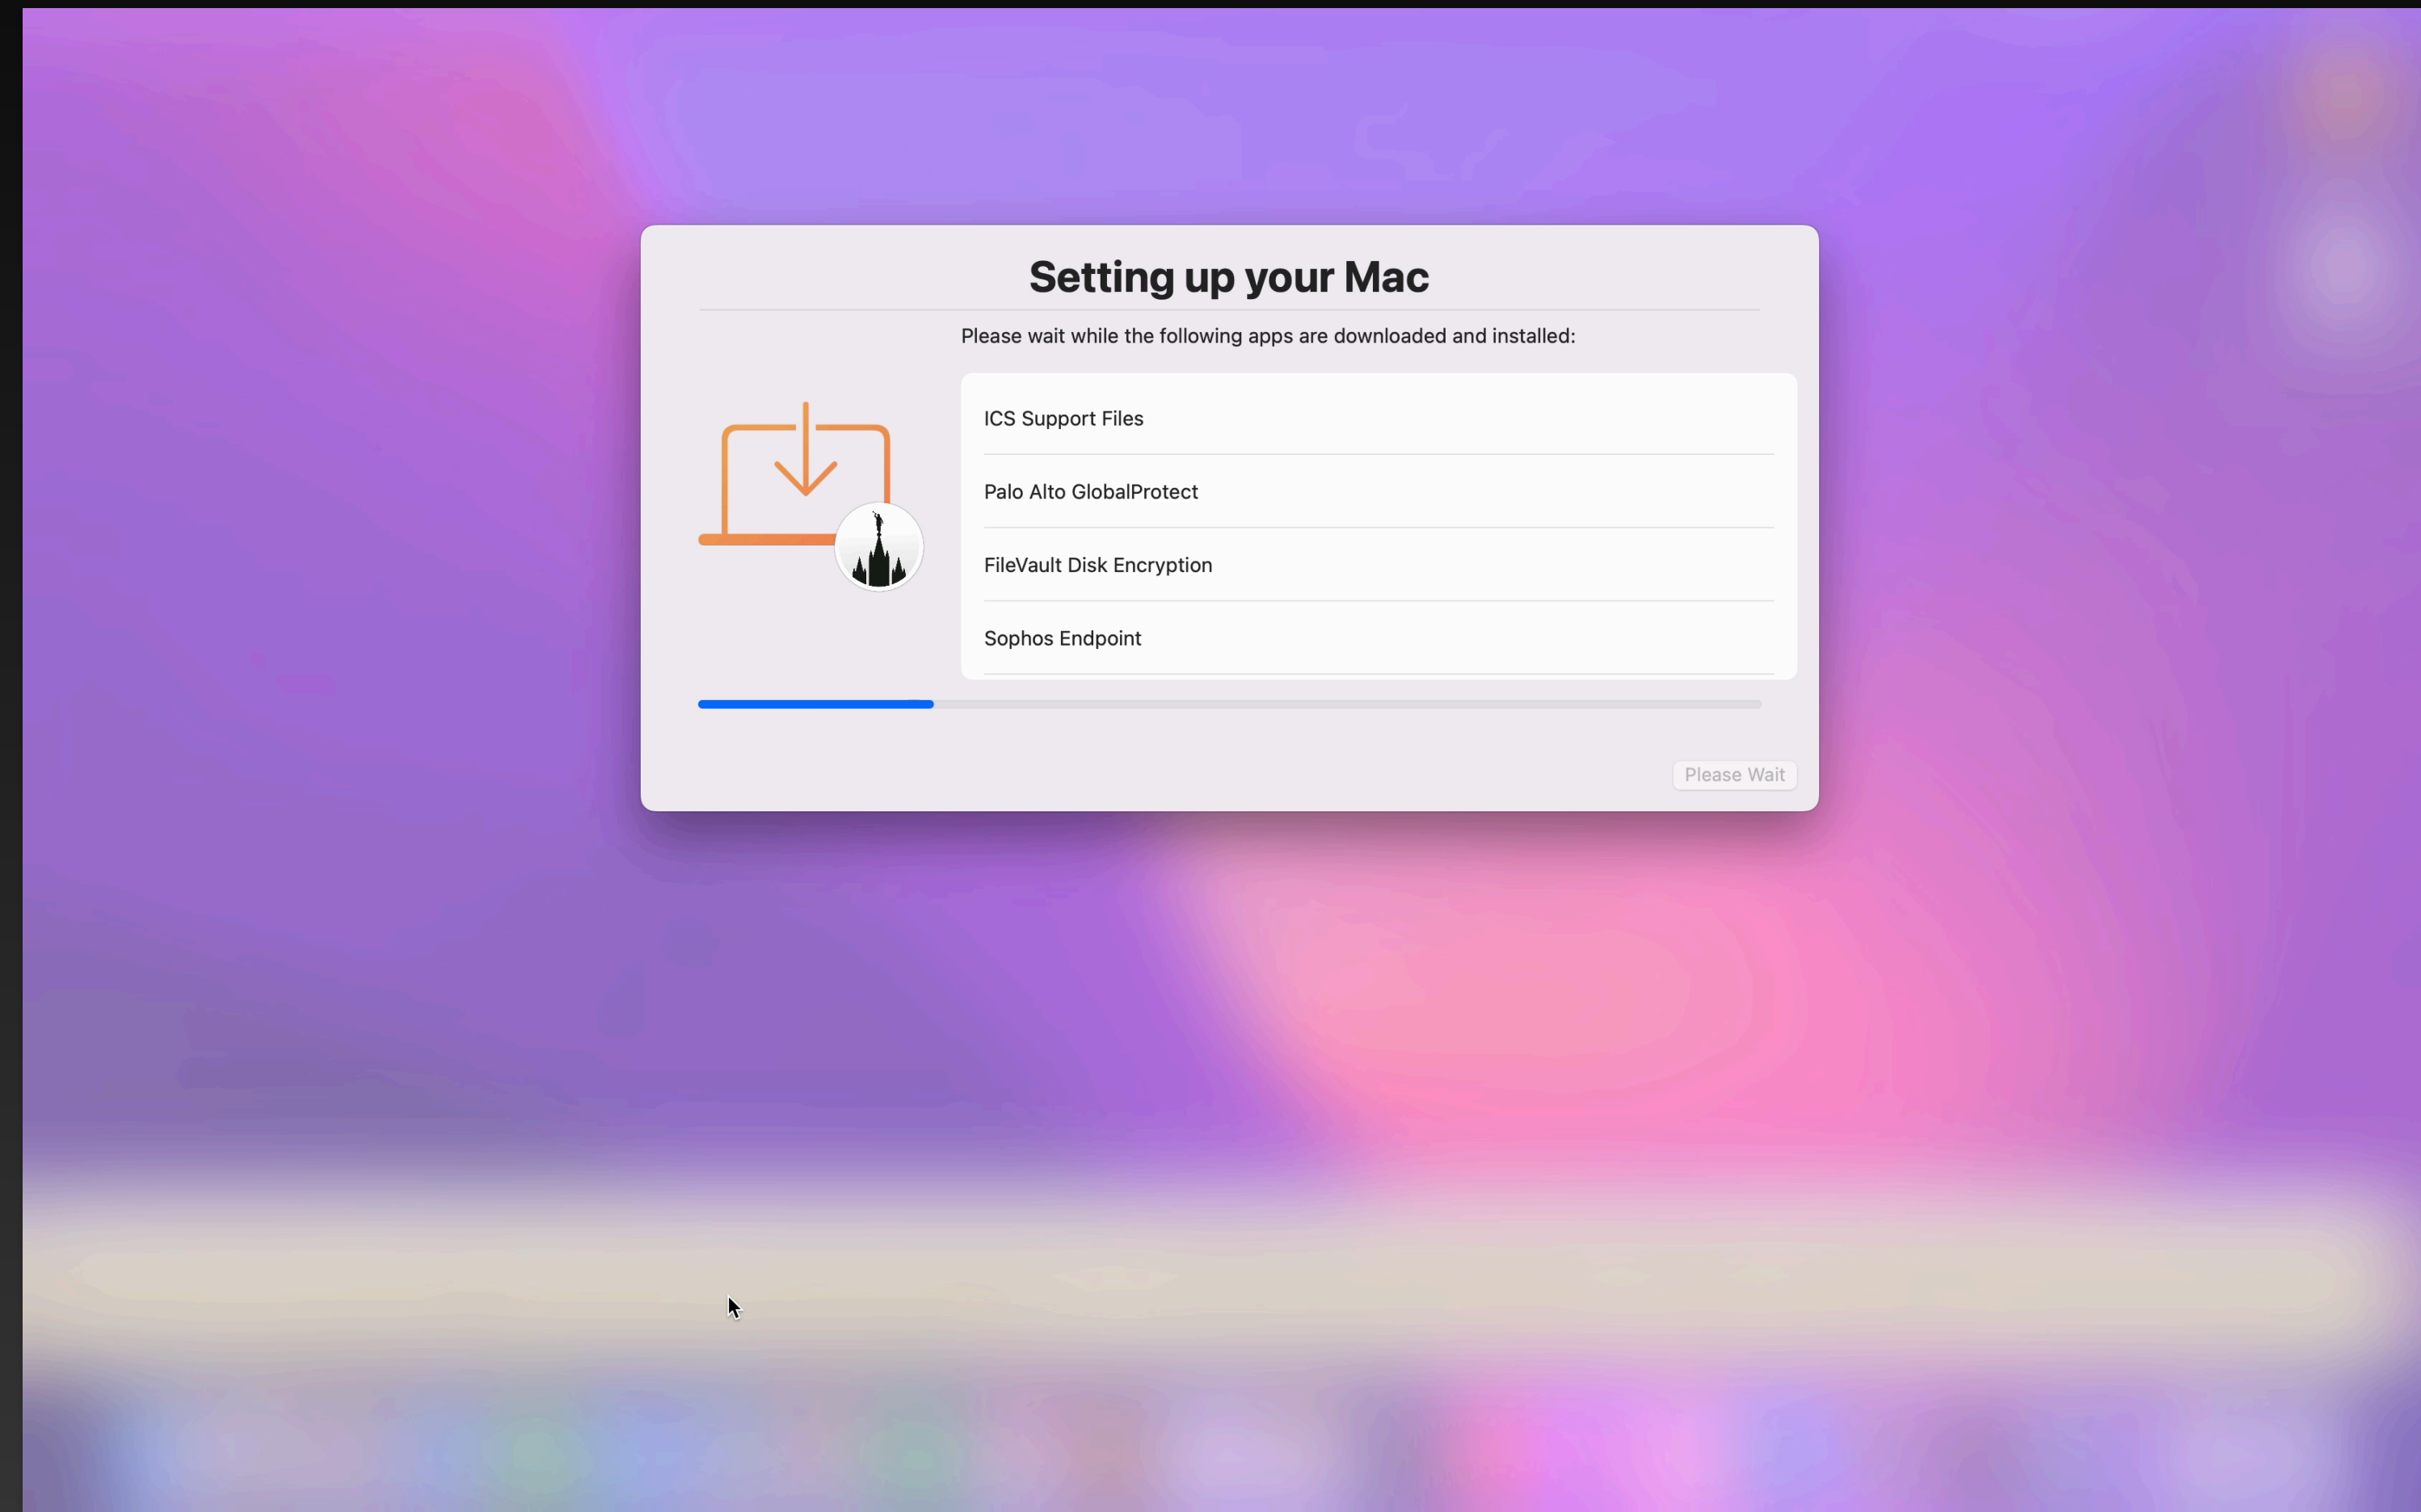 Setting up your Mac
Please wait while the following apps are downloaded and installed:
ICS Support Files
Palo Alto GlobalProtect
FileVault Disk Encryption
Sophos Endpoint
Please Wait